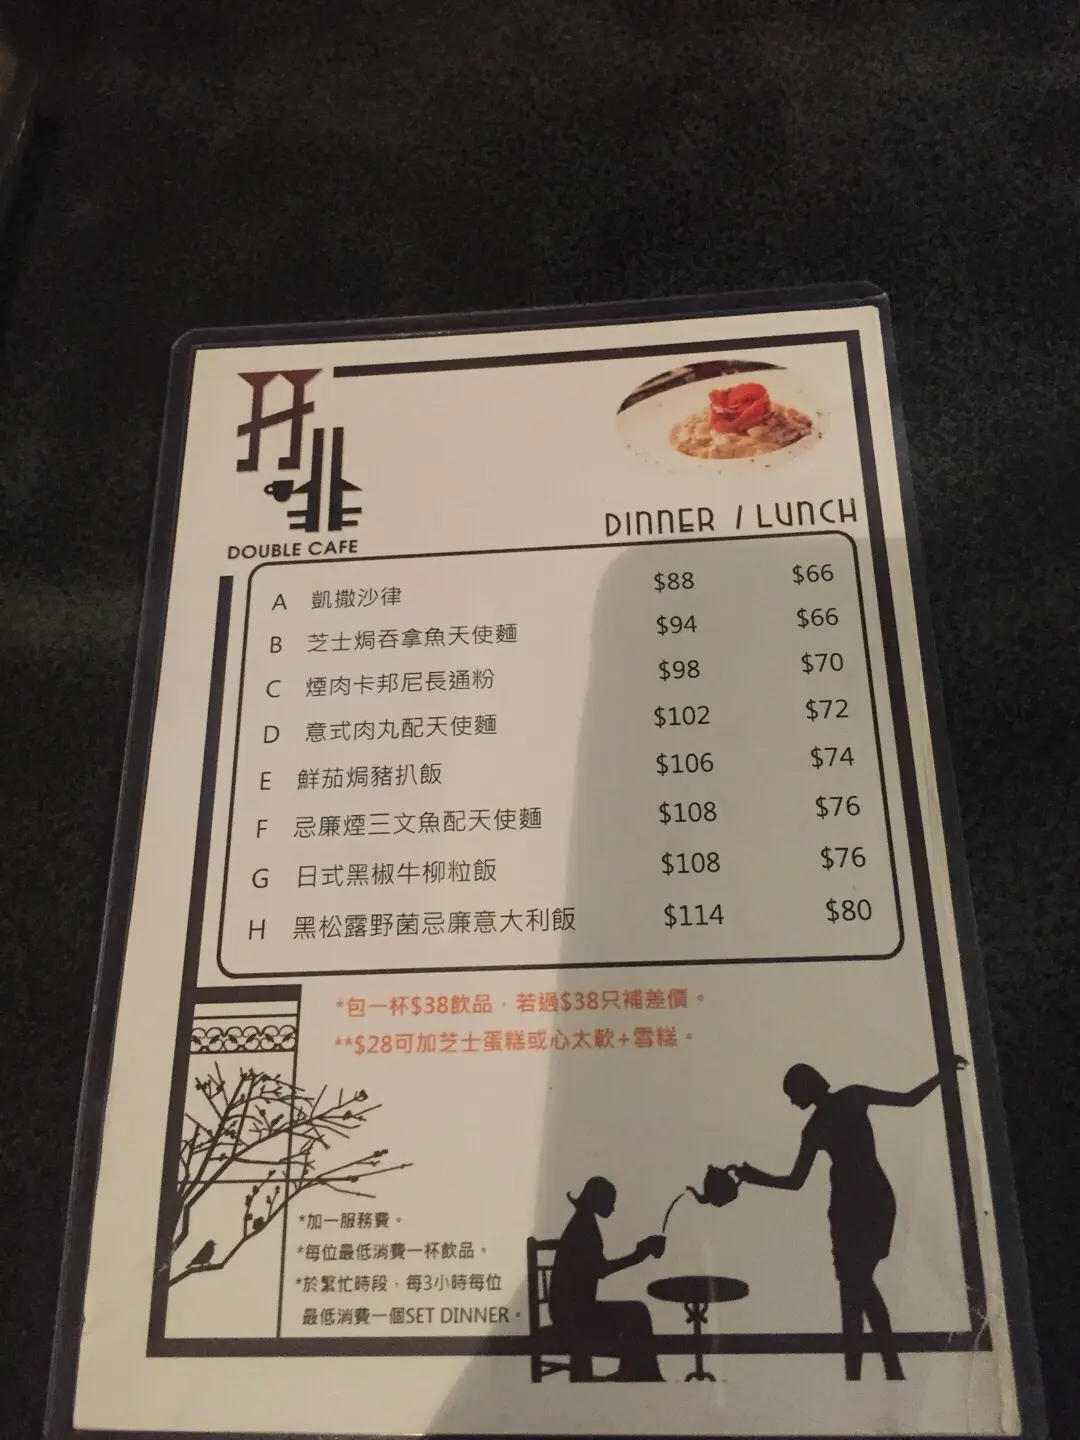 DOUBLE CAFE
DINNER / LUNCH
A 凱撒沙律 $88 $66
B 芝士焗吞拿魚天使麵 $94 $66
C 煙肉卡邦尼長通粉 $98 $70
D 意式肉丸配天使麵 $102 $72
E 鮮茄焗豬扒飯 $106 $74
F 忌廉煙三文魚配天使麵 $108 $76
G 日式黑椒牛柳粒飯 $108 $76
H 黑松露野菌忌廉意大利飯 $114 $80
*包一杯$38飲品，若過$38只補差價。
**$28可加芝士蛋糕或心太軟+雪糕。
*加一服務費。
*每位最低消費一杯飲品。
*於繁忙時段，每3小時每位
最低消費一個SET DINNER。